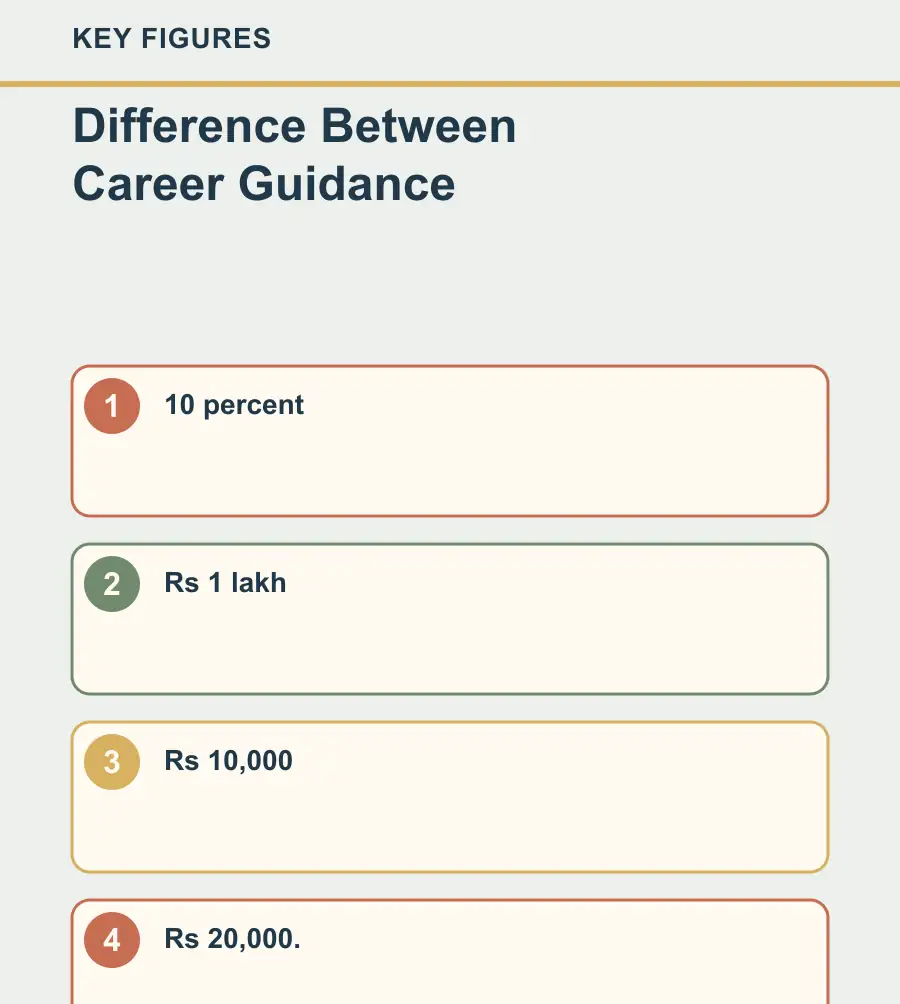 KEY FIGURES
Difference Between
Career Guidance
1 10 percent
2 Rs 1 lakh
3 Rs 10,000
4 Rs 20,000.